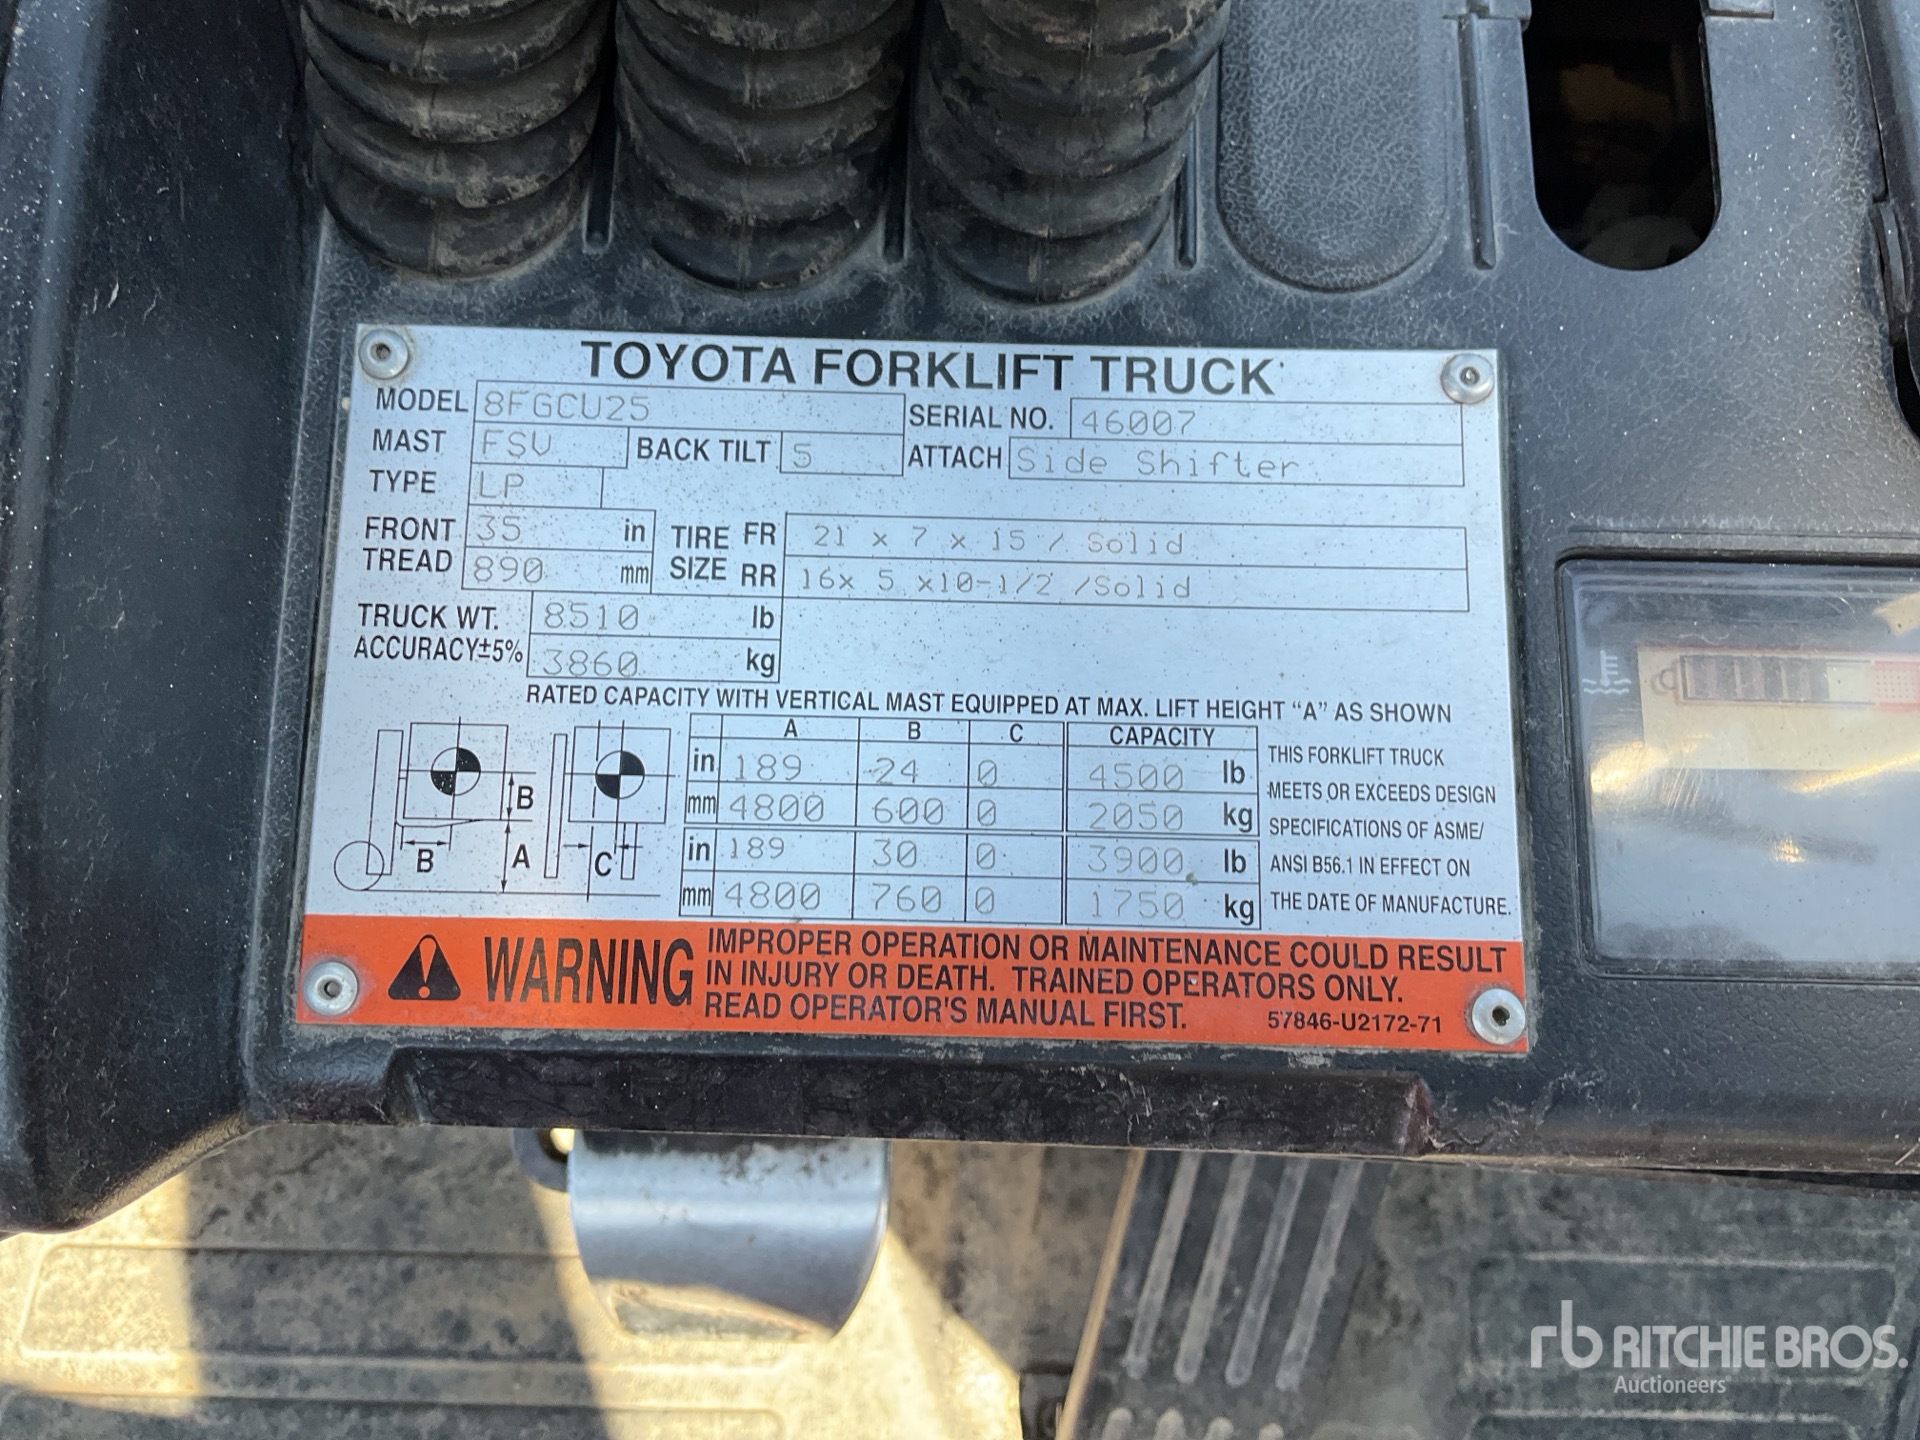 TOYOTA FORKLIFT TRUCK
MODEL 8FGCU25 SERIAL NO. 46007
MAST FSV BACK TILT 5 ATTACH Side Shifter
TYPE LP
FRONT TREAD 35 in TIRE SIZE FR 21 x 7 x 15 / Solid
890 mm RR 16x 5 x10-1/2 /Solid
TRUCK WT. 8510 lb
ACCURACY±5% 3860 kg
RATED CAPACITY WITH VERTICAL MAST EQUIPPED AT MAX. LIFT HEIGHT “A” AS SHOWN
A B C CAPACITY
in 189 24 0 4500 lb
mm 4800 600 0 2050 kg
in 189 30 0 3900 lb
mm 4800 760 0 1750 kg
B
B
A
C
THIS FORKLIFT TRUCK
MEETS OR EXCEEDS DESIGN
SPECIFICATIONS OF ASME/
ANSI B56.1 IN EFFECT ON
THE DATE OF MANUFACTURE.
WARNING
IMPROPER OPERATION OR MAINTENANCE COULD RESULT
IN INJURY OR DEATH. TRAINED OPERATORS ONLY.
READ OPERATOR'S MANUAL FIRST. 57846-U2172-71
rb RITCHIE BROS.
Auctioneers